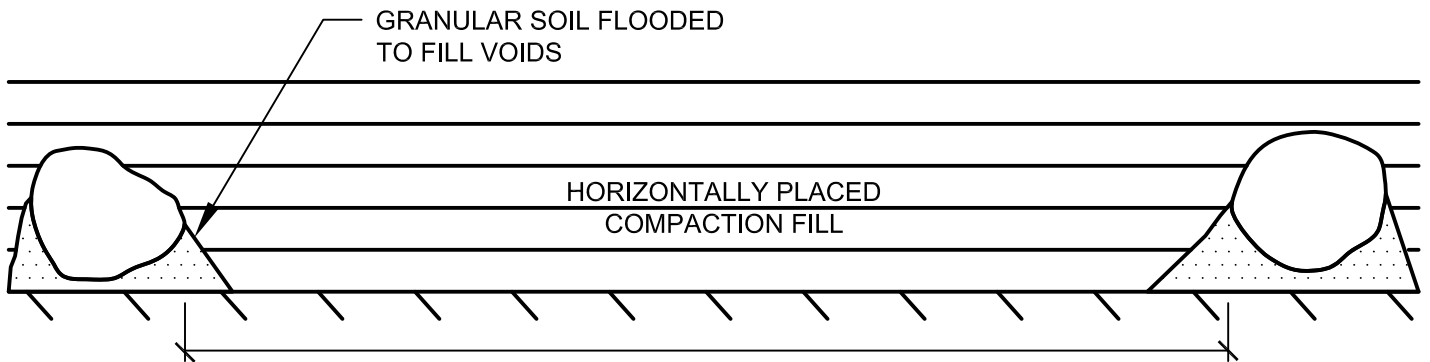 GRANULAR SOIL FLOODED
TO FILL VOIDS
HORIZONTALLY PLACED
COMPACTION FILL